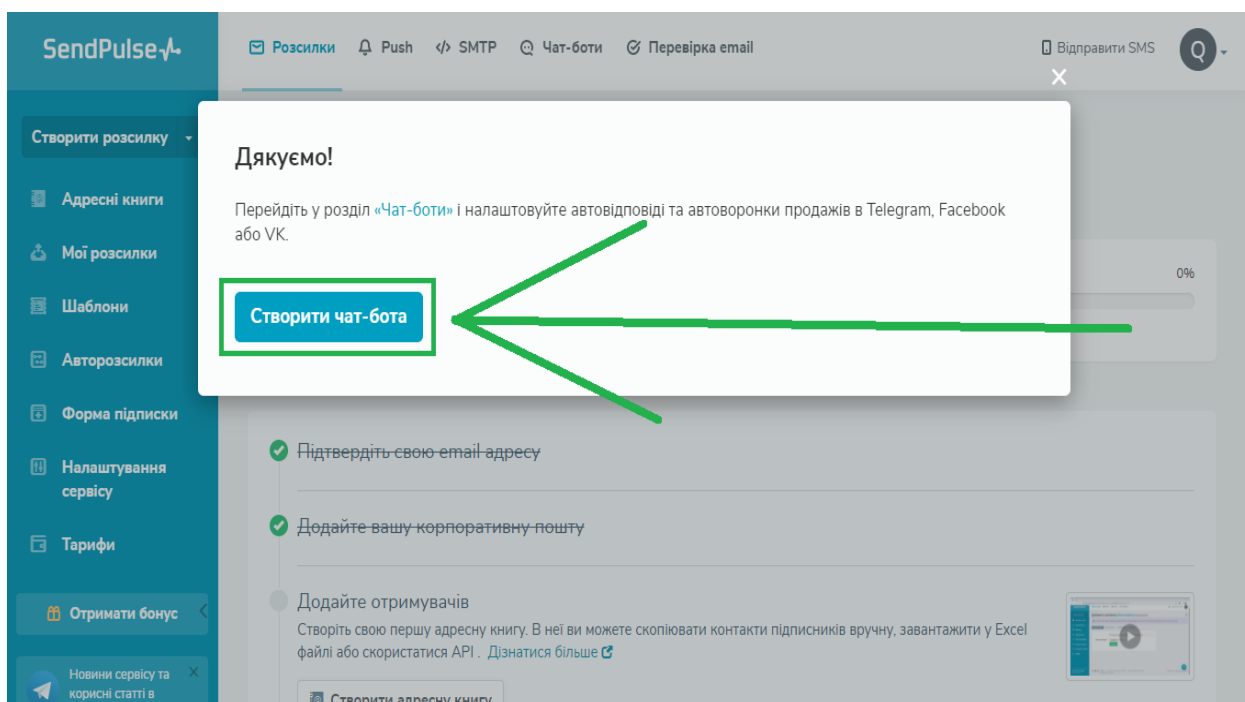 SendPulse
Розсилки Push </> SMTP Чат-боти Перевірка email Відправити SMS Q
Створити розсилку
Адресні книги
Мої розсилки
Шаблони
Авторозсилки
Форма підписки
Налаштування
сервісу
Тарифи
Отримати бонус
Новини сервісу та
корисні статті в
Дякуємо!
Перейдіть у розділ «Чат-боти» і налаштовуйте автовідповіді та автоворонки продажів в Telegram, Facebook
або VK.
Створити чат-бота
0%
Підтвердіть свою email адресу
Додайте вашу корпоративну пошту
Додайте отримувачів
Створіть свою першу адресну книгу. В неї ви можете скопіювати контакти підписників вручну, завантажити у Excel
файлі або скористатися API . Дізнатися більше
Створити адресну книгу